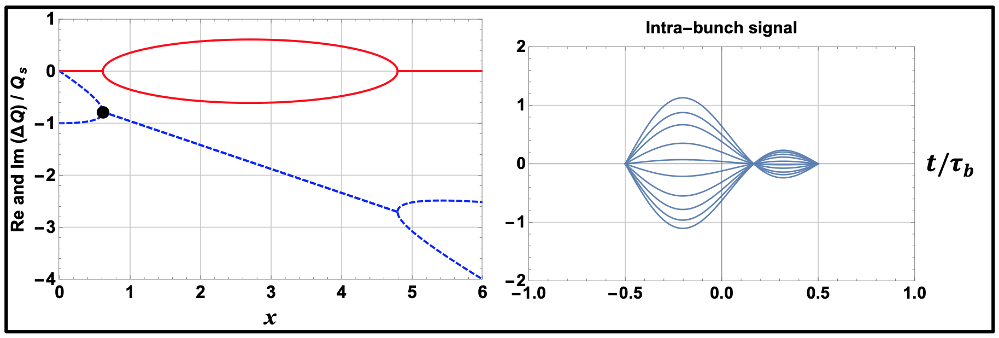 Re and Im (Δ Q) / Qs
1
0
−1
−2
−3
−4
0 1 2 3 4 5 6
x
Intra−bunch signal
2
1
0
−1
−2
−1.0 −0.5 0.0 0.5 1.0
t/τb